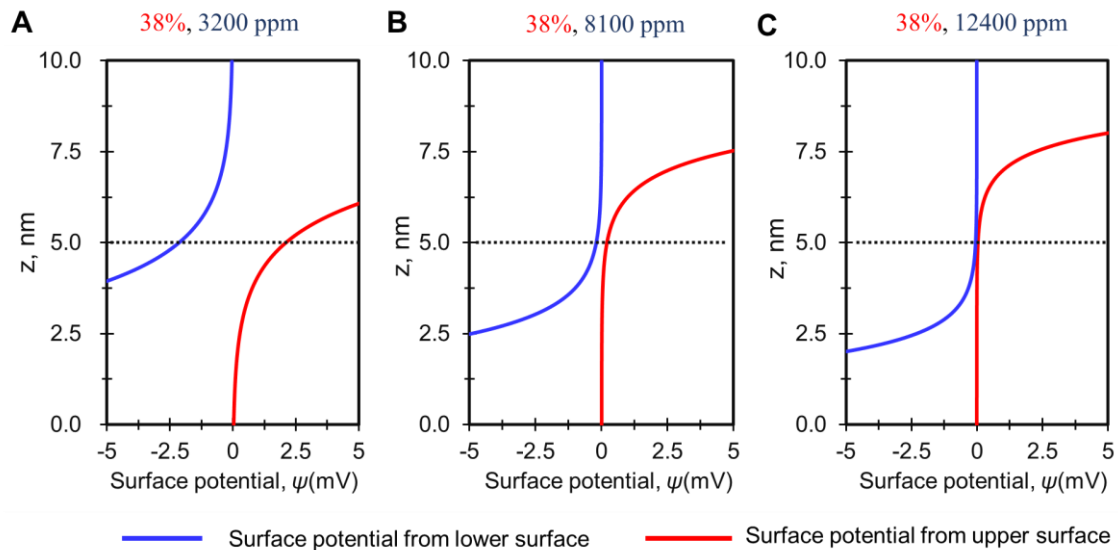 A
38%, 3200 ppm
10.0
7.5
5.0
2.5
0.0
z, nm
-5 -2.5 0 2.5 5
Surface potential, ψ(mV)
B
38%, 8100 ppm
10.0
7.5
5.0
2.5
0.0
z, nm
-5 -2.5 0 2.5 5
Surface potential, ψ(mV)
C
38%, 12400 ppm
10.0
7.5
5.0
2.5
0.0
z, nm
-5 -2.5 0 2.5 5
Surface potential, ψ(mV)
Surface potential from lower surface
Surface potential from upper surface